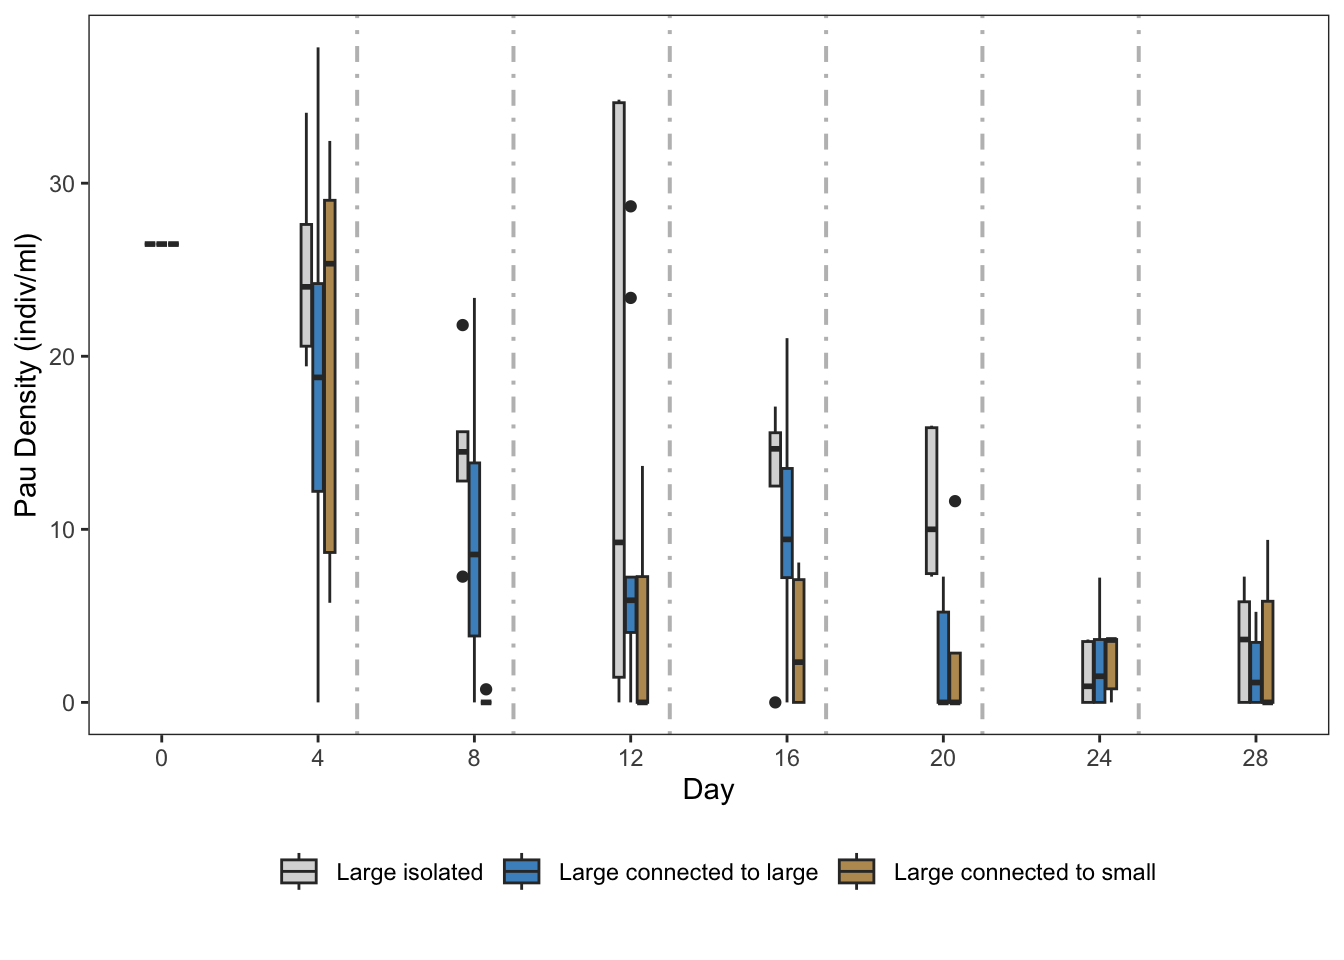 Pau Density (indiv/ml)
30
20
10
0
0 4 8 12 16 20 24 28
Day
Large isolated Large connected to large Large connected to small